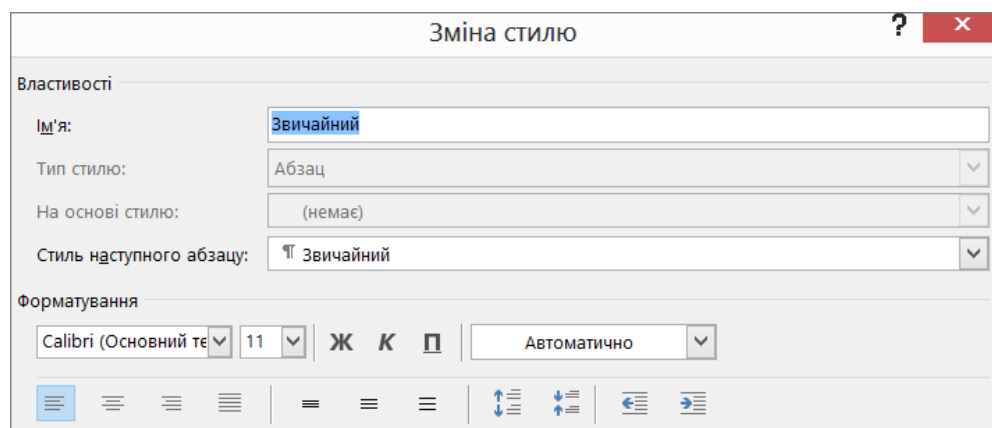 Зміна стилю
?
Властивості
Ім'я: Звичайний
Тип стилю: Абзац
На основі стилю: (немає)
Стиль наступного абзацу: ¶ Звичайний
Форматування
Calibri (Основний те 11 Ж К П Автоматично